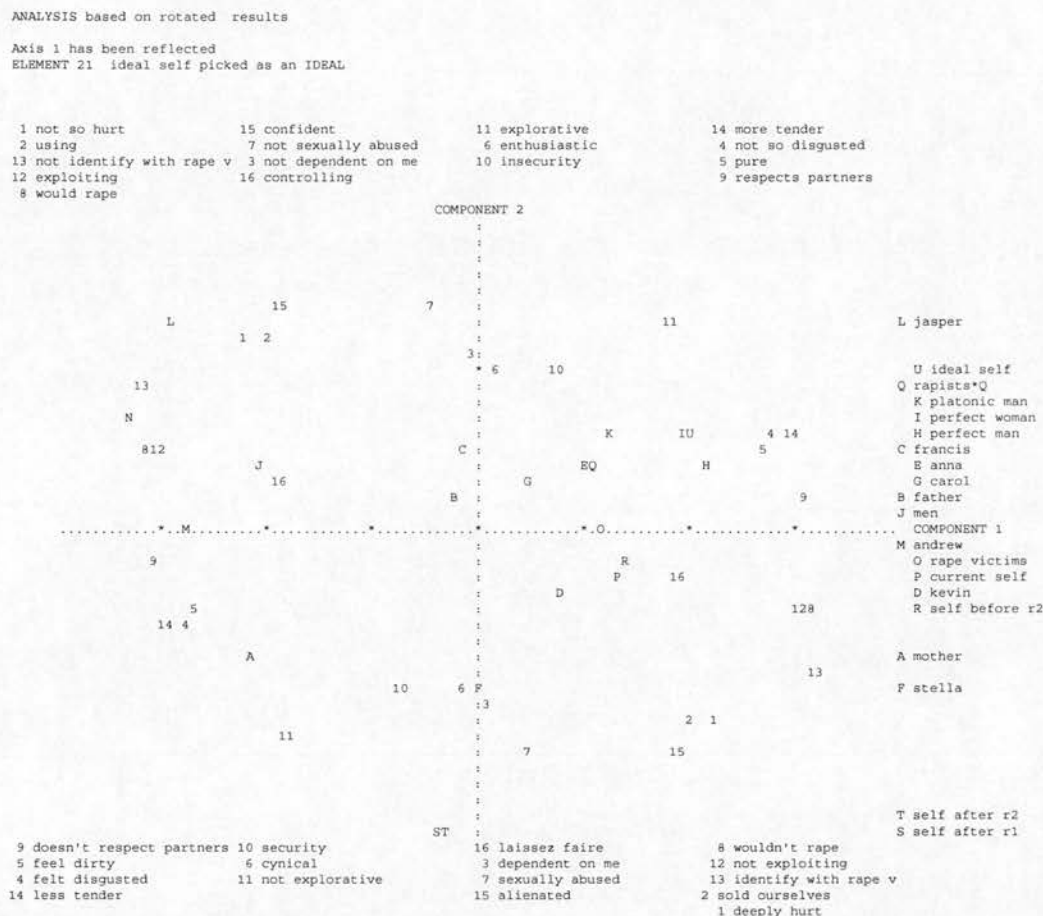 ANALYSIS based on rotated results
Axis 1 has been reflected
ELEMENT 21 ideal self picked as an IDEAL
1 not so hurt 15 confident 11 explorative 14 more tender
2 using 7 not sexually abused 6 enthusiastic 4 not so disgusted
13 not identify with rape v 3 not dependent on me 10 insecurity 5 pure
12 exploiting 16 controlling 9 respects partners
8 would rape
COMPONENT 2
:
:
:
:
:
15 7 :
L : 11 L jasper
1 2 :
3:
* 6 10 U ideal self
13 : Q rapists*Q
: K platonic man
N : I perfect woman
: K IU 4 14 H perfect man
812 C : 5 C francis
J : EQ H E anna
16 : G G carol
B : 9 B father
: J men
..........*.M.......*.........*.........*.........*O........*.........*......... COMPONENT 1
: M andrew
9 : R O rape victims
: P 16 P current self
: D D kevin
5 : 128 R self before r2
14 4 :
:
A : A mother
: 13
10 6 F F stella
:3
: 2 1
11 :
: 7 15
:
:
:
: T self after r2
ST : S self after r1
9 doesn't respect partners 10 security 16 laissez faire 8 wouldn't rape
5 feel dirty 6 cynical 3 dependent on me 12 not exploiting
4 felt disgusted 11 not explorative 7 sexually abused 13 identify with rape v
14 less tender 15 alienated 2 sold ourselves
1 deeply hurt